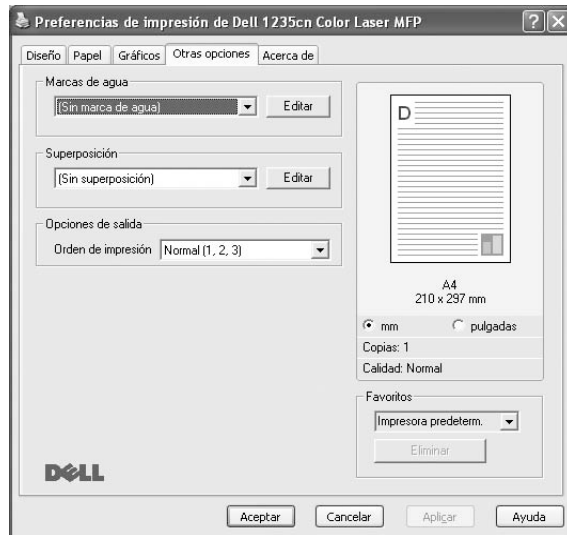 Preferencias de impresión de Dell 1235cn Color Laser MFP
Diseño Papel Gráficos Otras opciones Acerca de
Marcas de agua
(Sin marca de agua) Editar
Superposición
(Sin superposición) Editar
Opciones de salida
Orden de impresión Normal (1, 2, 3)
D
A4
210 x 297 mm
mm pulgadas
Copias: 1
Calidad: Normal
Favoritos
Impresora predeterm.
Eliminar
DELL
Aceptar Cancelar Aplicar Ayuda